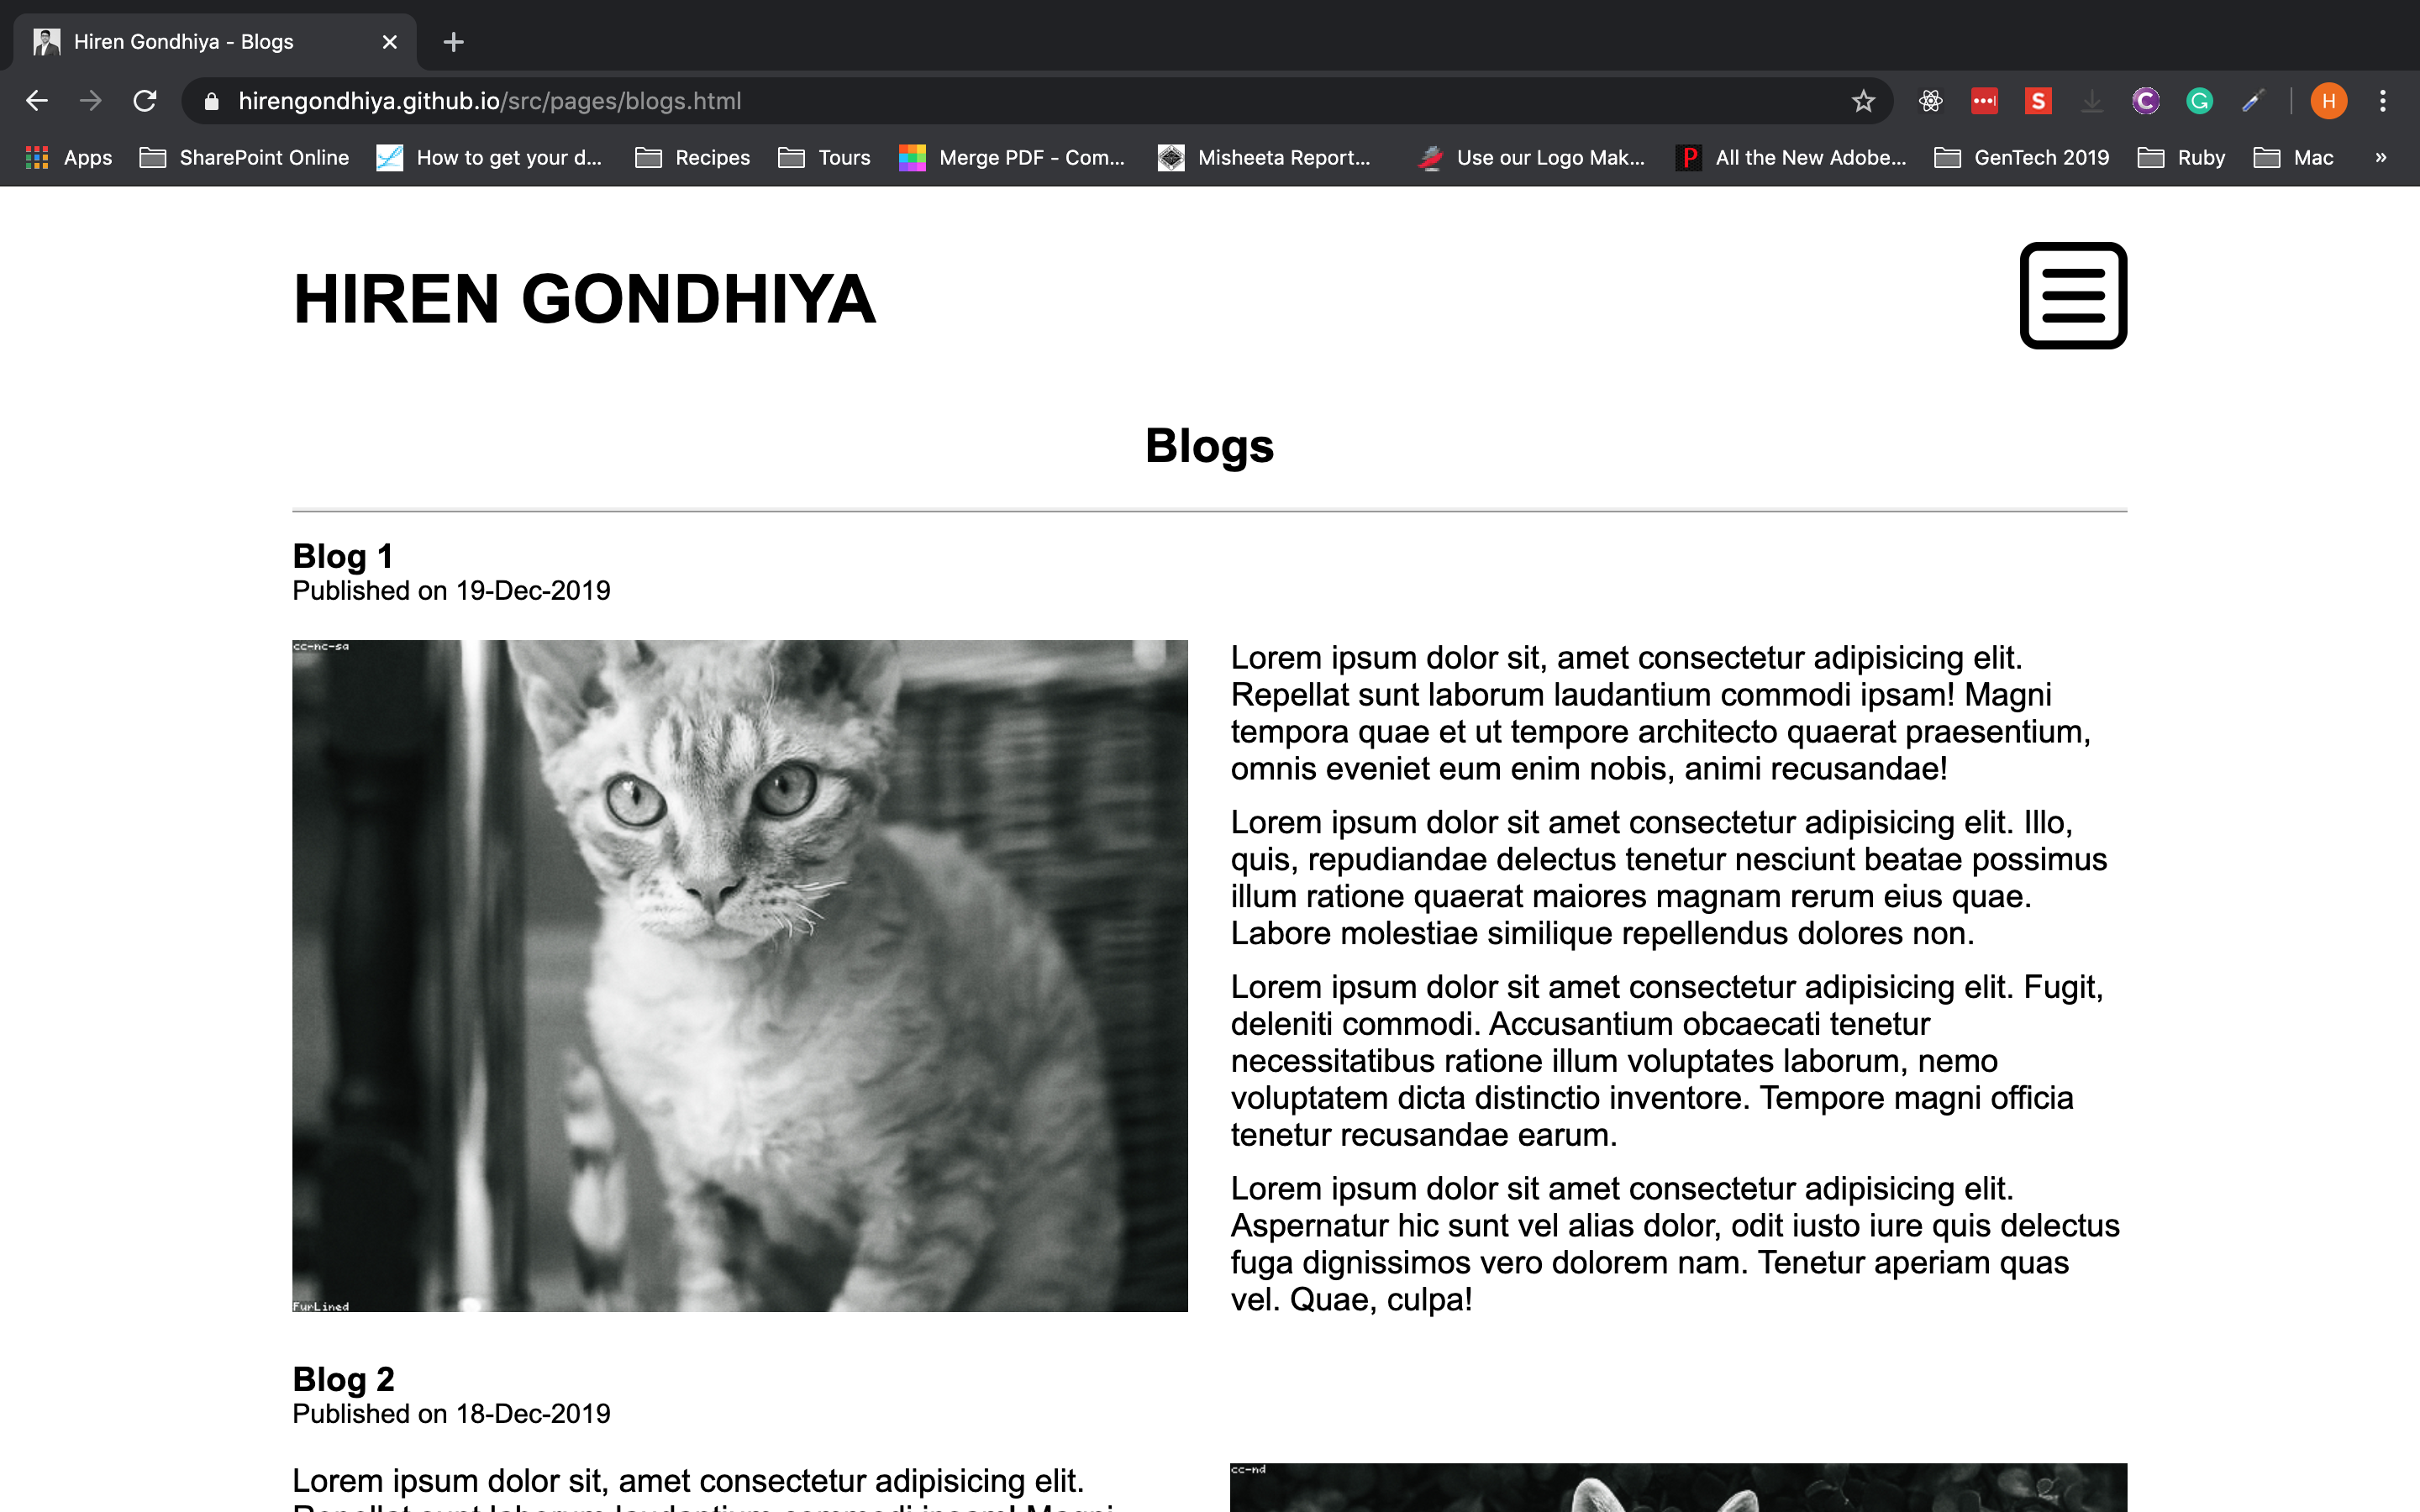 Hiren Gondhiya - Blogs
hirengondhiya.github.io/src/pages/blogs.html
S C G H
Apps SharePoint Online How to get your d... Recipes Tours Merge PDF - Com... Misheeta Report... Use our Logo Mak... P All the New Adobe... GenTech 2019 Ruby Mac »
HIREN GONDHIYA
Blogs
Blog 1
Published on 19-Dec-2019
cc-nc-sa
FurLined
Lorem ipsum dolor sit, amet consectetur adipisicing elit.
Repellat sunt laborum laudantium commodi ipsam! Magni
tempora quae et ut tempore architecto quaerat praesentium,
omnis eveniet eum enim nobis, animi recusandae!
Lorem ipsum dolor sit amet consectetur adipisicing elit. Illo,
quis, repudiandae delectus tenetur nesciunt beatae possimus
illum ratione quaerat maiores magnam rerum eius quae.
Labore molestiae similique repellendus dolores non.
Lorem ipsum dolor sit amet consectetur adipisicing elit. Fugit,
deleniti commodi. Accusantium obcaecati tenetur
necessitatibus ratione illum voluptates laborum, nemo
voluptatem dicta distinctio inventore. Tempore magni officia
tenetur recusandae earum.
Lorem ipsum dolor sit amet consectetur adipisicing elit.
Aspernatur hic sunt vel alias dolor, odit iusto iure quis delectus
fuga dignissimos vero dolorem nam. Tenetur aperiam quas
vel. Quae, culpa!
Blog 2
Published on 18-Dec-2019
Lorem ipsum dolor sit, amet consectetur adipisicing elit.
Repellat sunt laborum laudantium commodi ipsam! Magni
cc-nd